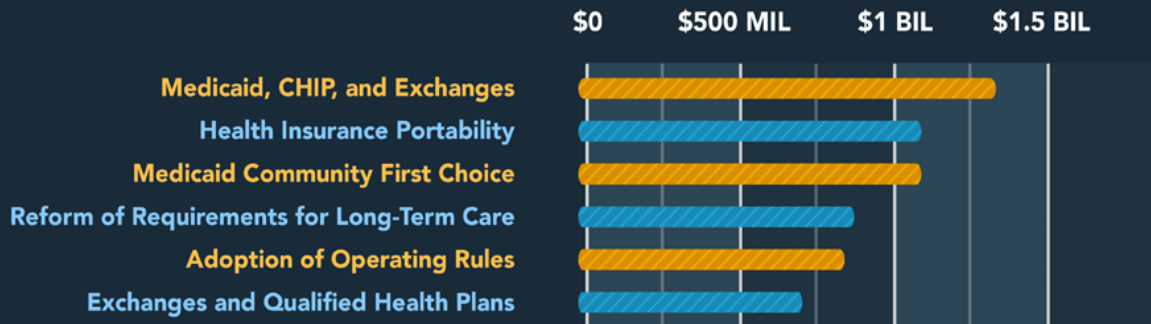 $0 $500 MIL $1 BIL $1.5 BIL
Medicaid, CHIP, and Exchanges
Health Insurance Portability
Medicaid Community First Choice
Reform of Requirements for Long-Term Care
Adoption of Operating Rules
Exchanges and Qualified Health Plans